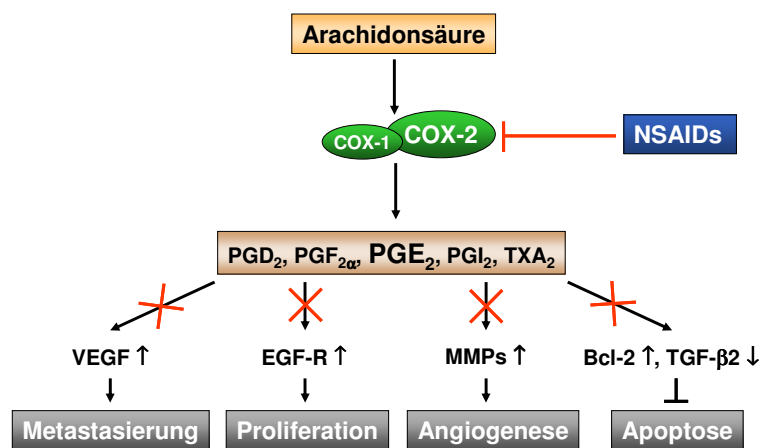 Arachidonsäure
COX-1 COX-2 NSAIDs
PGD₂, PGF₂α, PGE₂, PGI₂, TXA₂
VEGF ↑ EGF-R ↑ MMPs ↑ Bcl-2 ↑, TGF-β2 ↓
Metastasierung Proliferation Angiogenese Apoptose